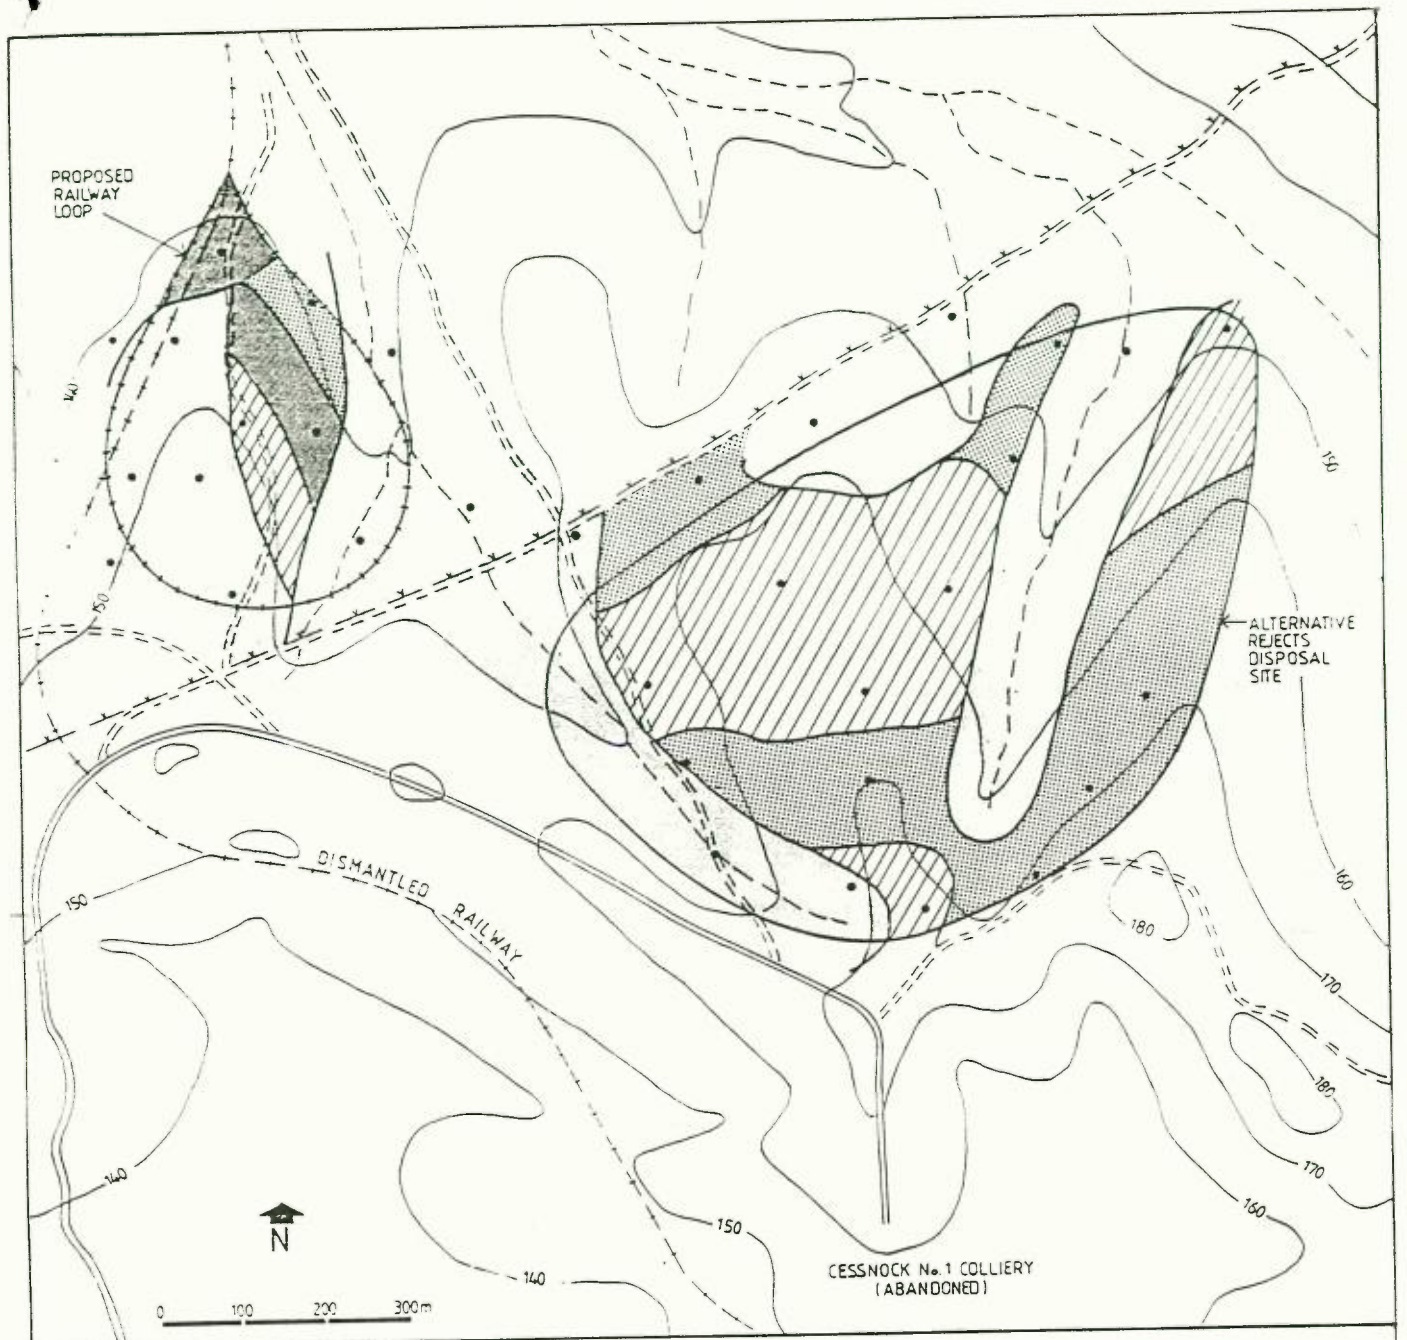 PROPOSED
RAILWAY
LOOP
140
150
150
ALTERNATIVE
REJECTS
DISPOSAL
SITE
DISMANTLED
RAILWAY
150
160
180
170
180
140
170
160
150
140
N
CESSNOCK No.1 COLLIERY
(ABANDONED)
0 100 200 300m